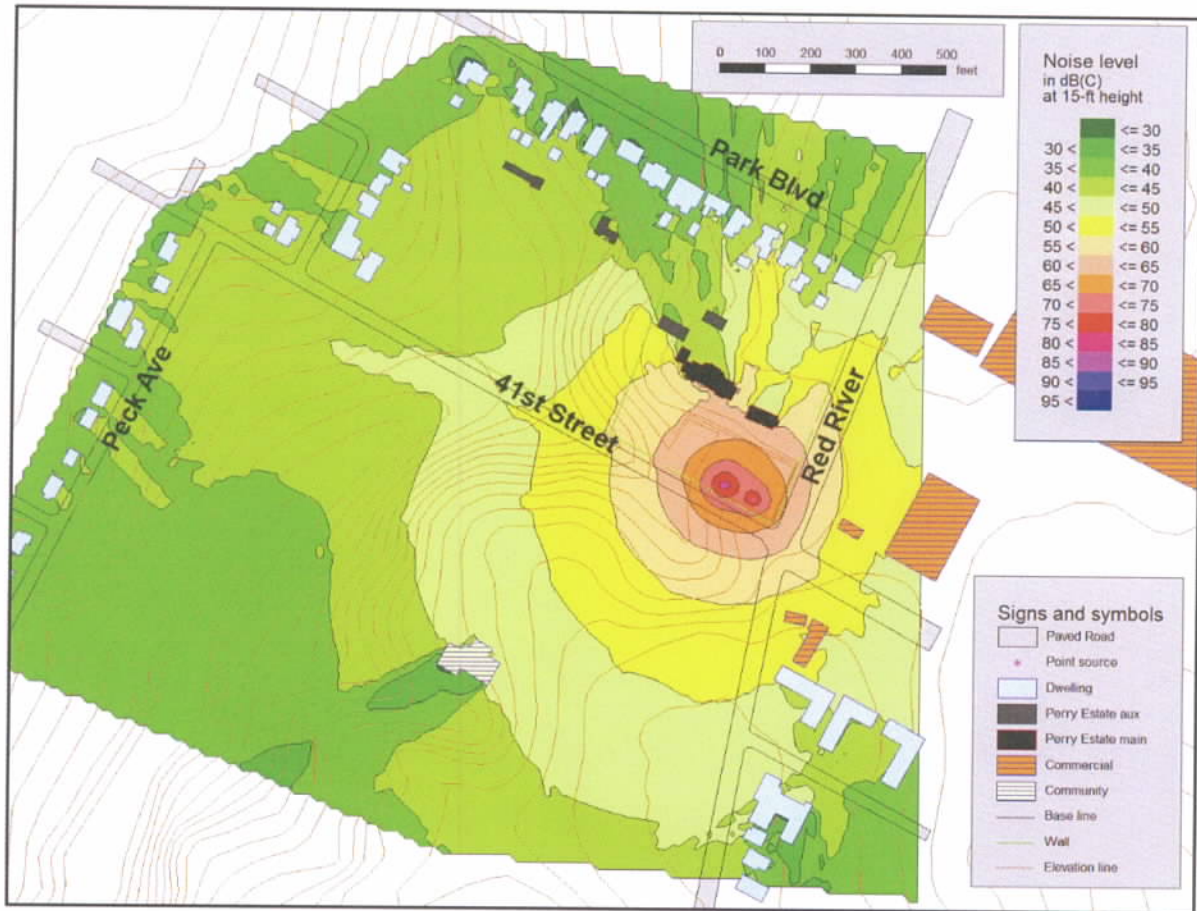 0 100 200 300 400 500
feet
Noise level
in dB(C)
at 15-ft height
<= 30
30 < <= 35
35 < <= 40
40 < <= 45
45 < <= 50
50 < <= 55
55 < <= 60
60 < <= 65
65 < <= 70
70 < <= 75
75 < <= 80
80 < <= 85
85 < <= 90
90 < <= 95
95 <
Park Blvd
Peck Ave
41st Street
Red River
Signs and symbols
Paved Road
Point source
Dwelling
Perry Estate aux
Perry Estate main
Commercial
Community
Base line
Wall
Elevation line